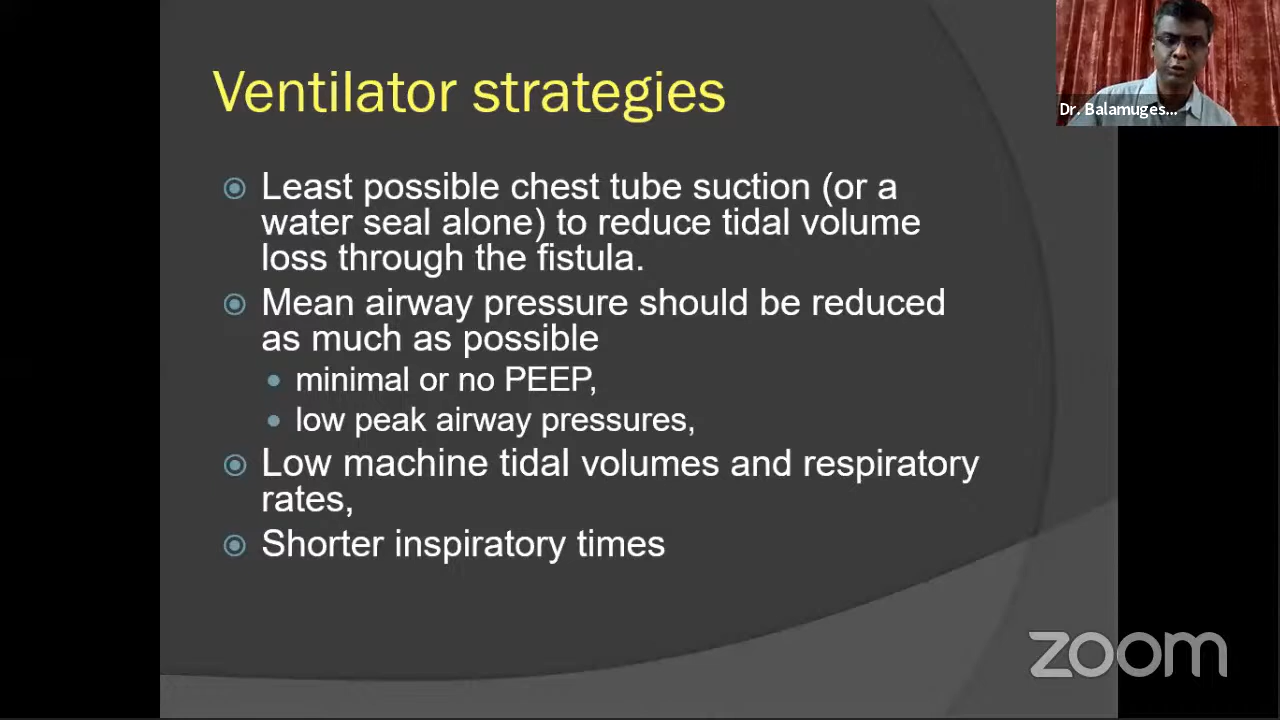 Ventilator strategies
Least possible chest tube suction (or a
water seal alone) to reduce tidal volume
loss through the fistula.
Mean airway pressure should be reduced
as much as possible
minimal or no PEEP,
low peak airway pressures,
Low machine tidal volumes and respiratory
rates,
Shorter inspiratory times
Dr. Balamuges...
zoom